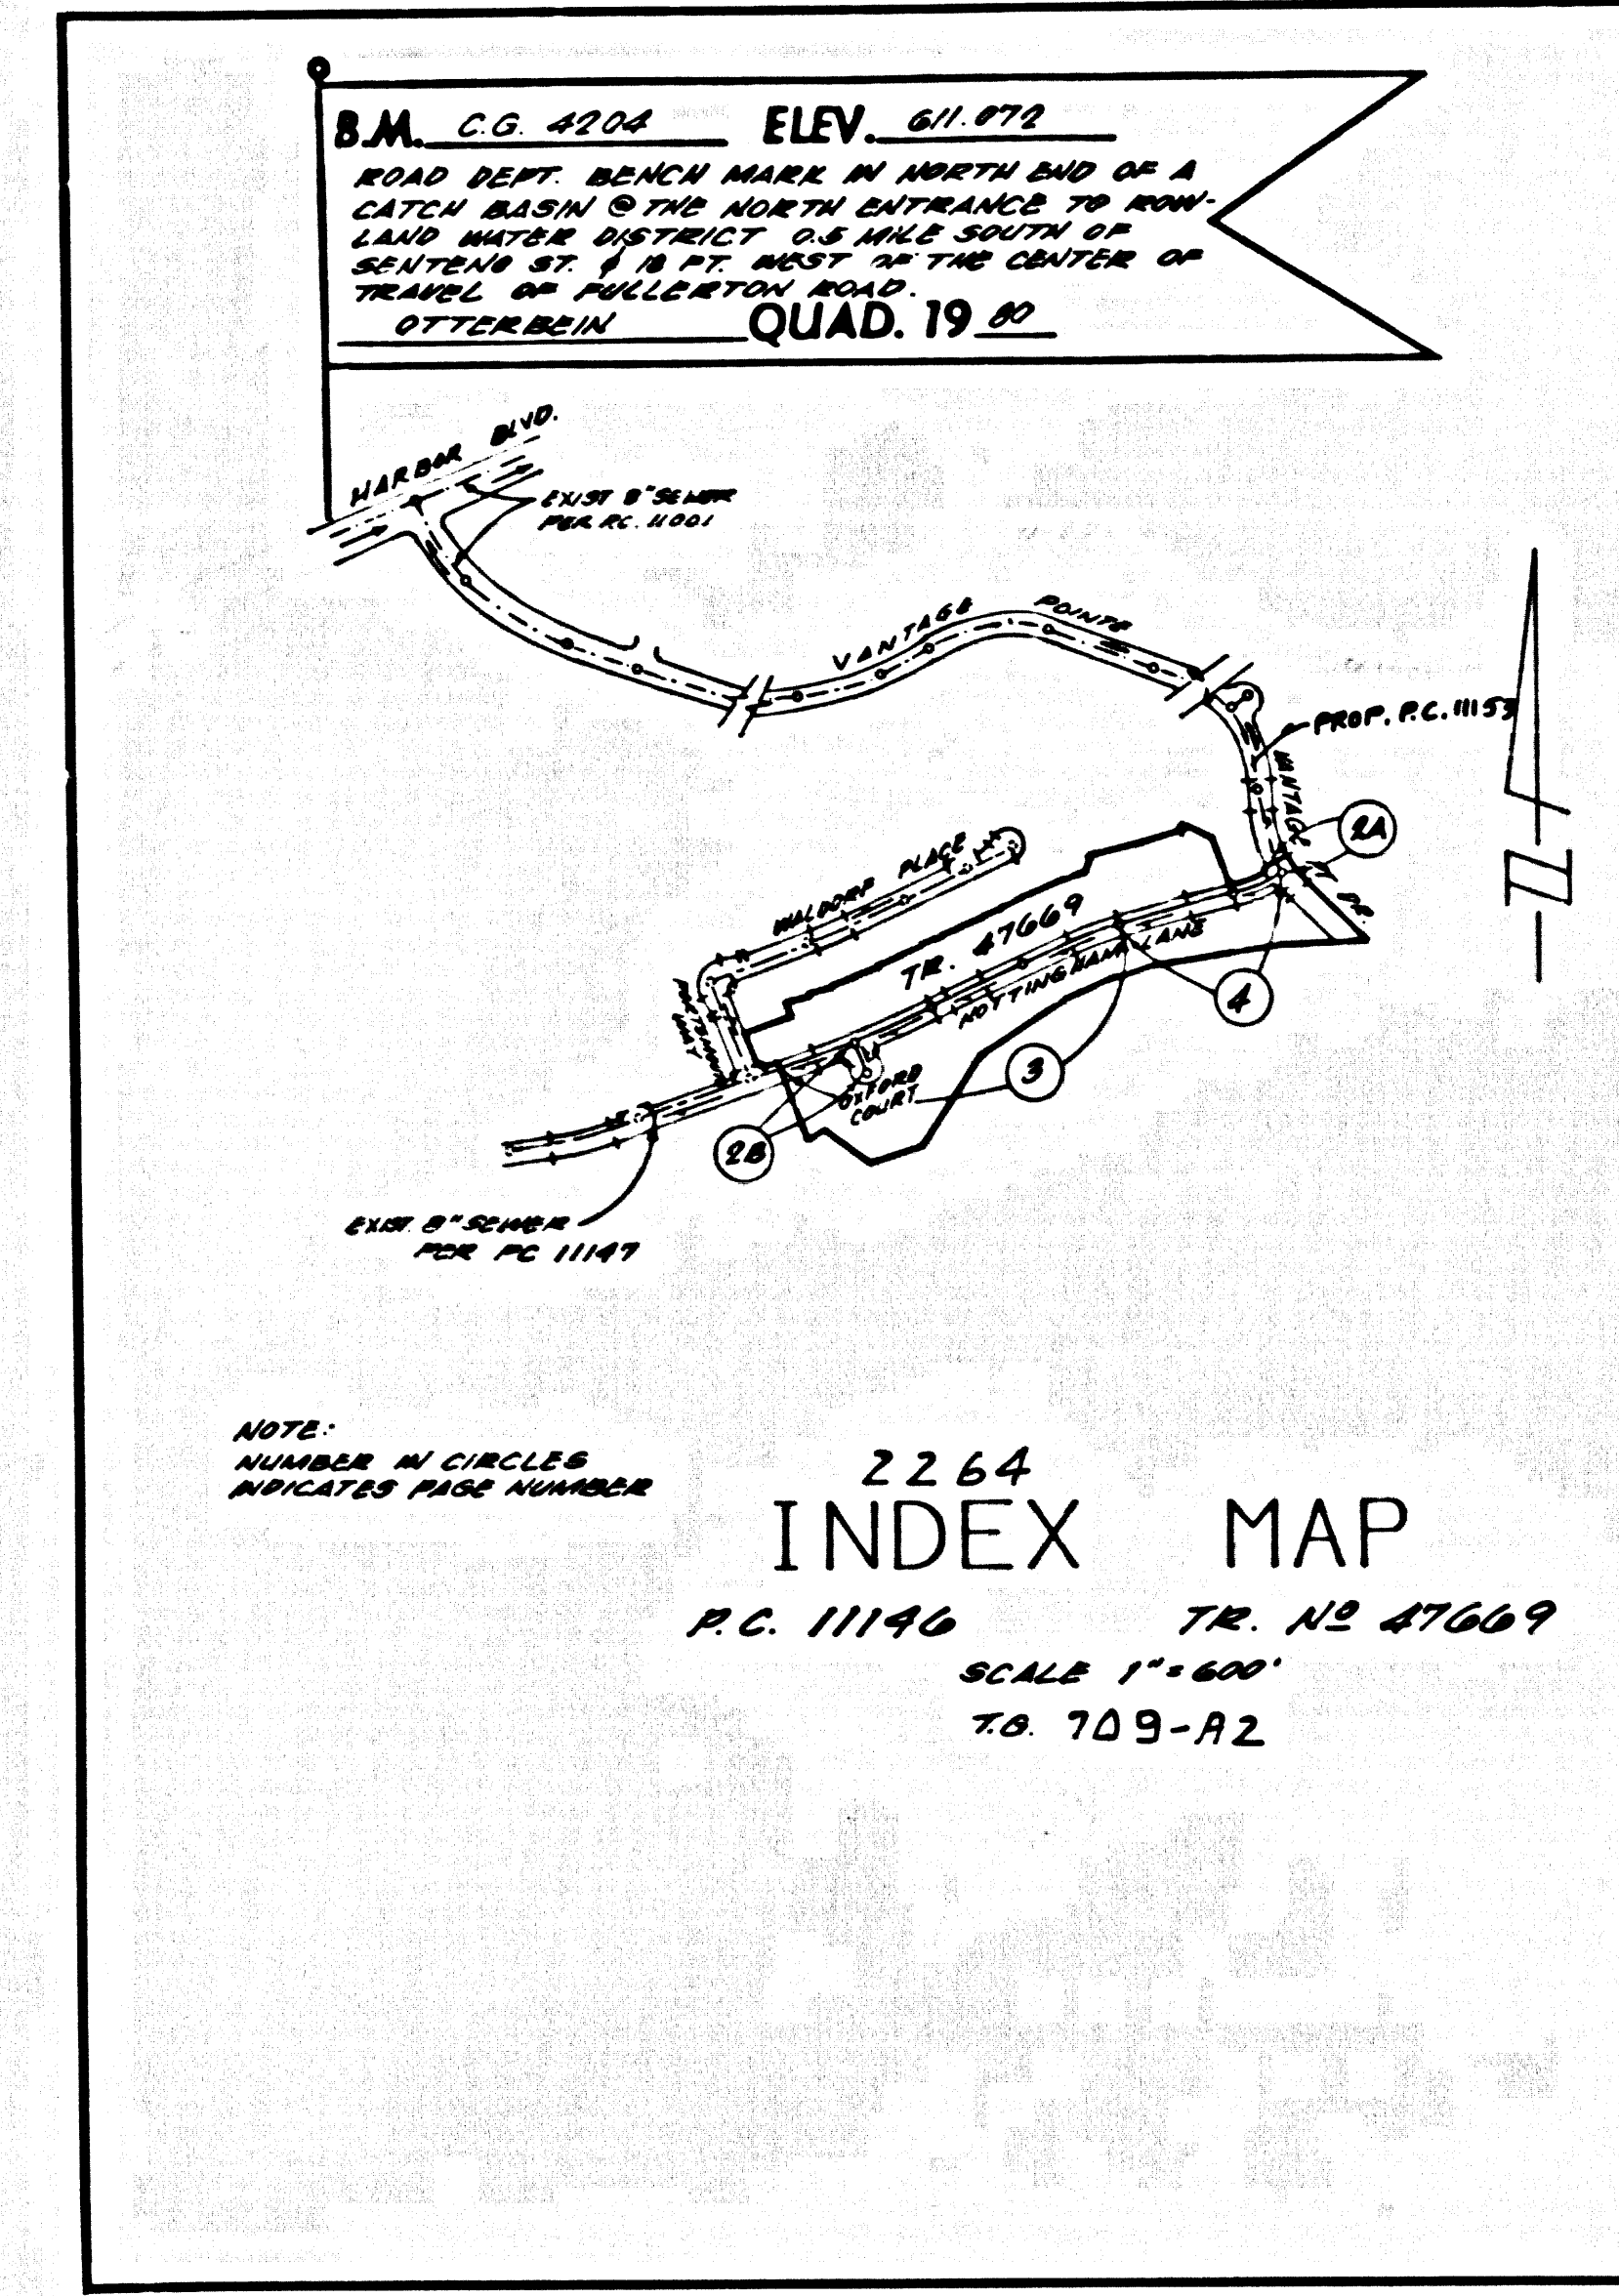 B.M. C.G. 4204 ELEV. 611.072
ROAD DEPT. BENCH MARK IN NORTH END OF A
CATCH BASIN @ THE NORTH ENTRANCE TO ROW-
LAND WATER DISTRICT 0.5 MILE SOUTH OF
SENTENO ST. & 18 FT. WEST OF THE CENTER OF
TRAVEL OF FULLERTON ROAD.
OTTERBEIN QUAD. 19 80
HARBOR BLVD.
EXIST 8" SEWER
PER P.C. 11001
VANTAGE POINTE
PROP. P.C. 11153
VANTAGE
DR.
2A
WALDORF PLACE
TR. 47669
NOTTINGHAM LANE
4
WAY
3
OXFORD
COURT
2B
EXIST. 8" SEWER
PER PC 11147
NOTE:
NUMBER IN CIRCLES
INDICATES PAGE NUMBER
2264
INDEX MAP
P.C. 11146 TR. Nº 47669
SCALE 1"=600'
T.G. 709-A2
N